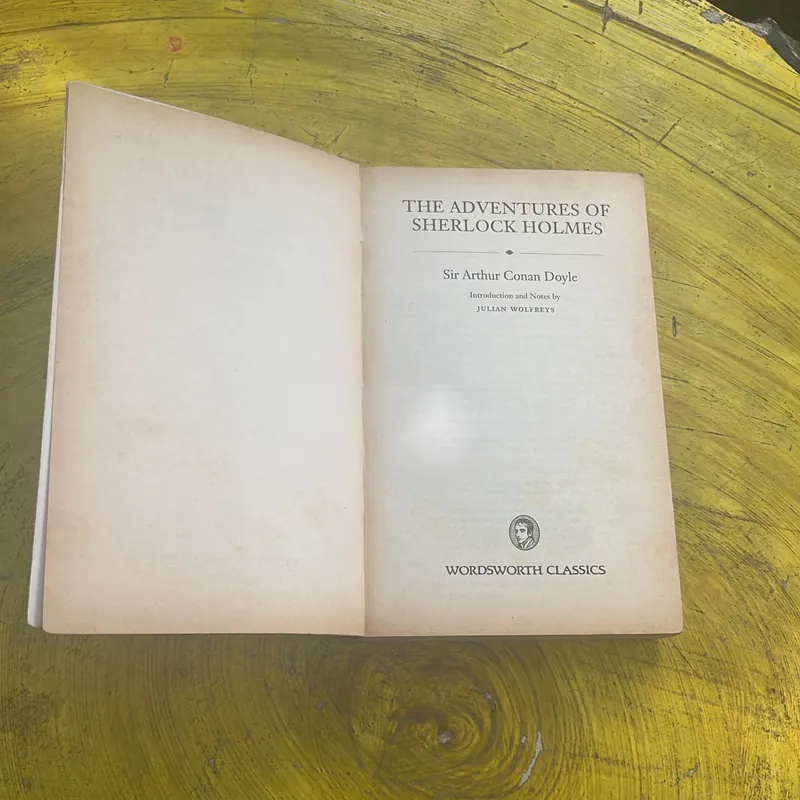 THE ADVENTURES OF
SHERLOCK HOLMES
Sir Arthur Conan Doyle
Introduction and Notes by
JULIAN WOLFREYS
WORDSWORTH CLASSICS